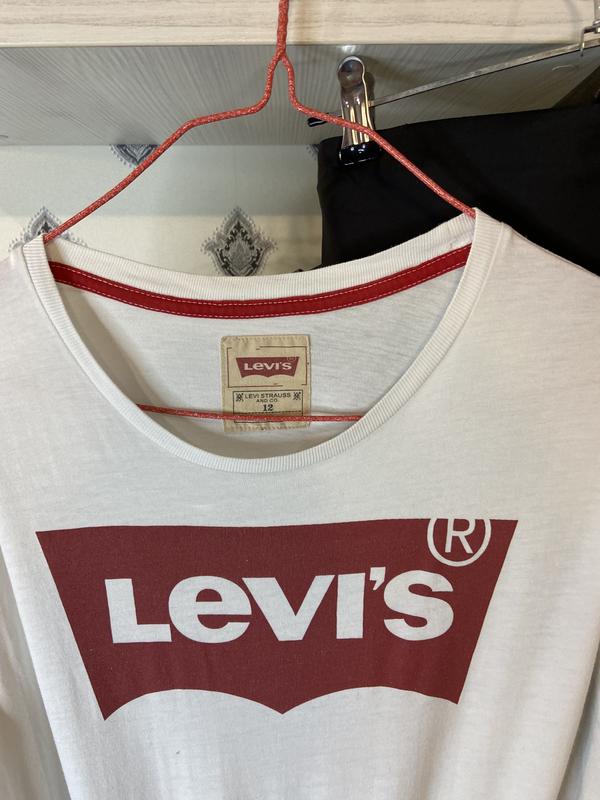 LEVI'S
LEVI STRAUSS
AND CO.
12
LEVI'S®